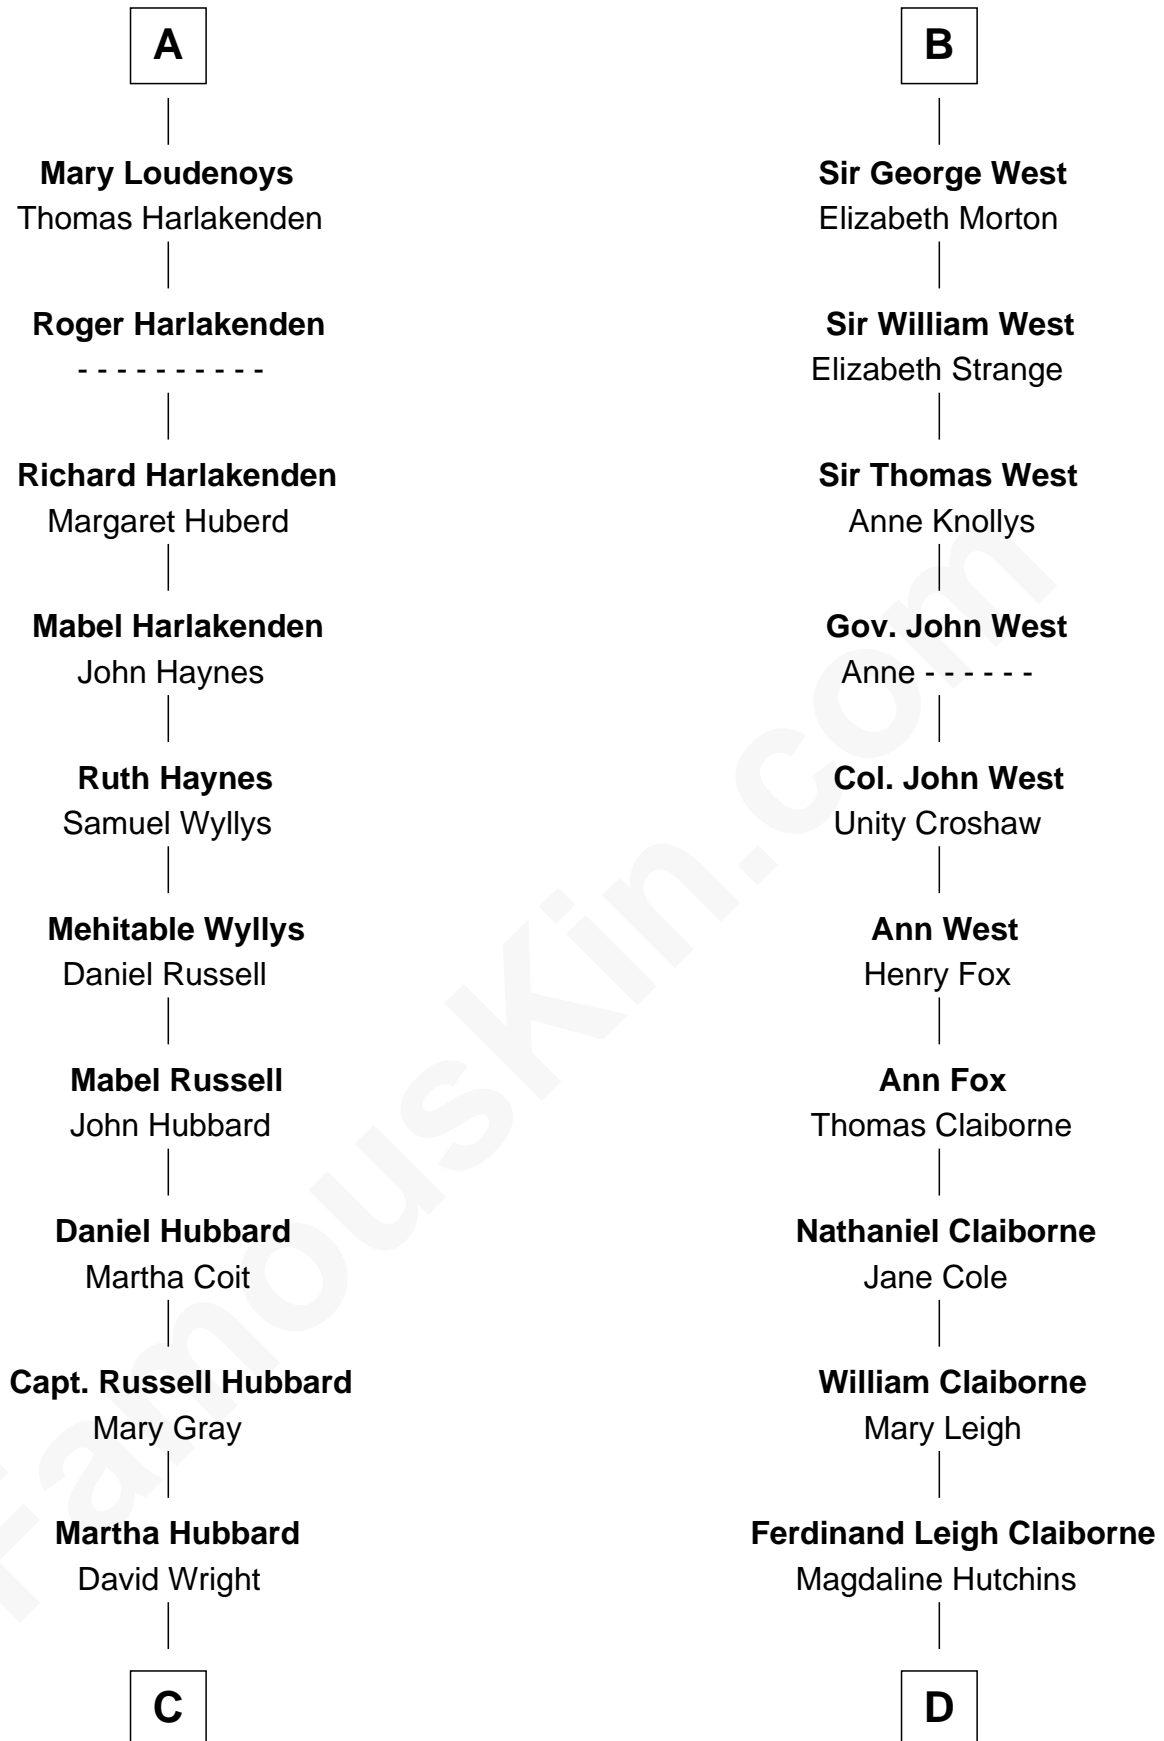 A
Mary Loudenoys
Thomas Harlakenden
Roger Harlakenden
- - - - - - - - - -
Richard Harlakenden
Margaret Huberd
Mabel Harlakenden
John Haynes
Ruth Haynes
Samuel Wyllys
Mehitable Wyllys
Daniel Russell
Mabel Russell
John Hubbard
Daniel Hubbard
Martha Coit
Capt. Russell Hubbard
Mary Gray
Martha Hubbard
David Wright
C
B
Sir George West
Elizabeth Morton
Sir William West
Elizabeth Strange
Sir Thomas West
Anne Knollys
Gov. John West
Anne - - - - - -
Col. John West
Unity Croshaw
Ann West
Henry Fox
Ann Fox
Thomas Claiborne
Nathaniel Claiborne
Jane Cole
William Claiborne
Mary Leigh
Ferdinand Leigh Claiborne
Magdaline Hutchins
D
FamousKin.com